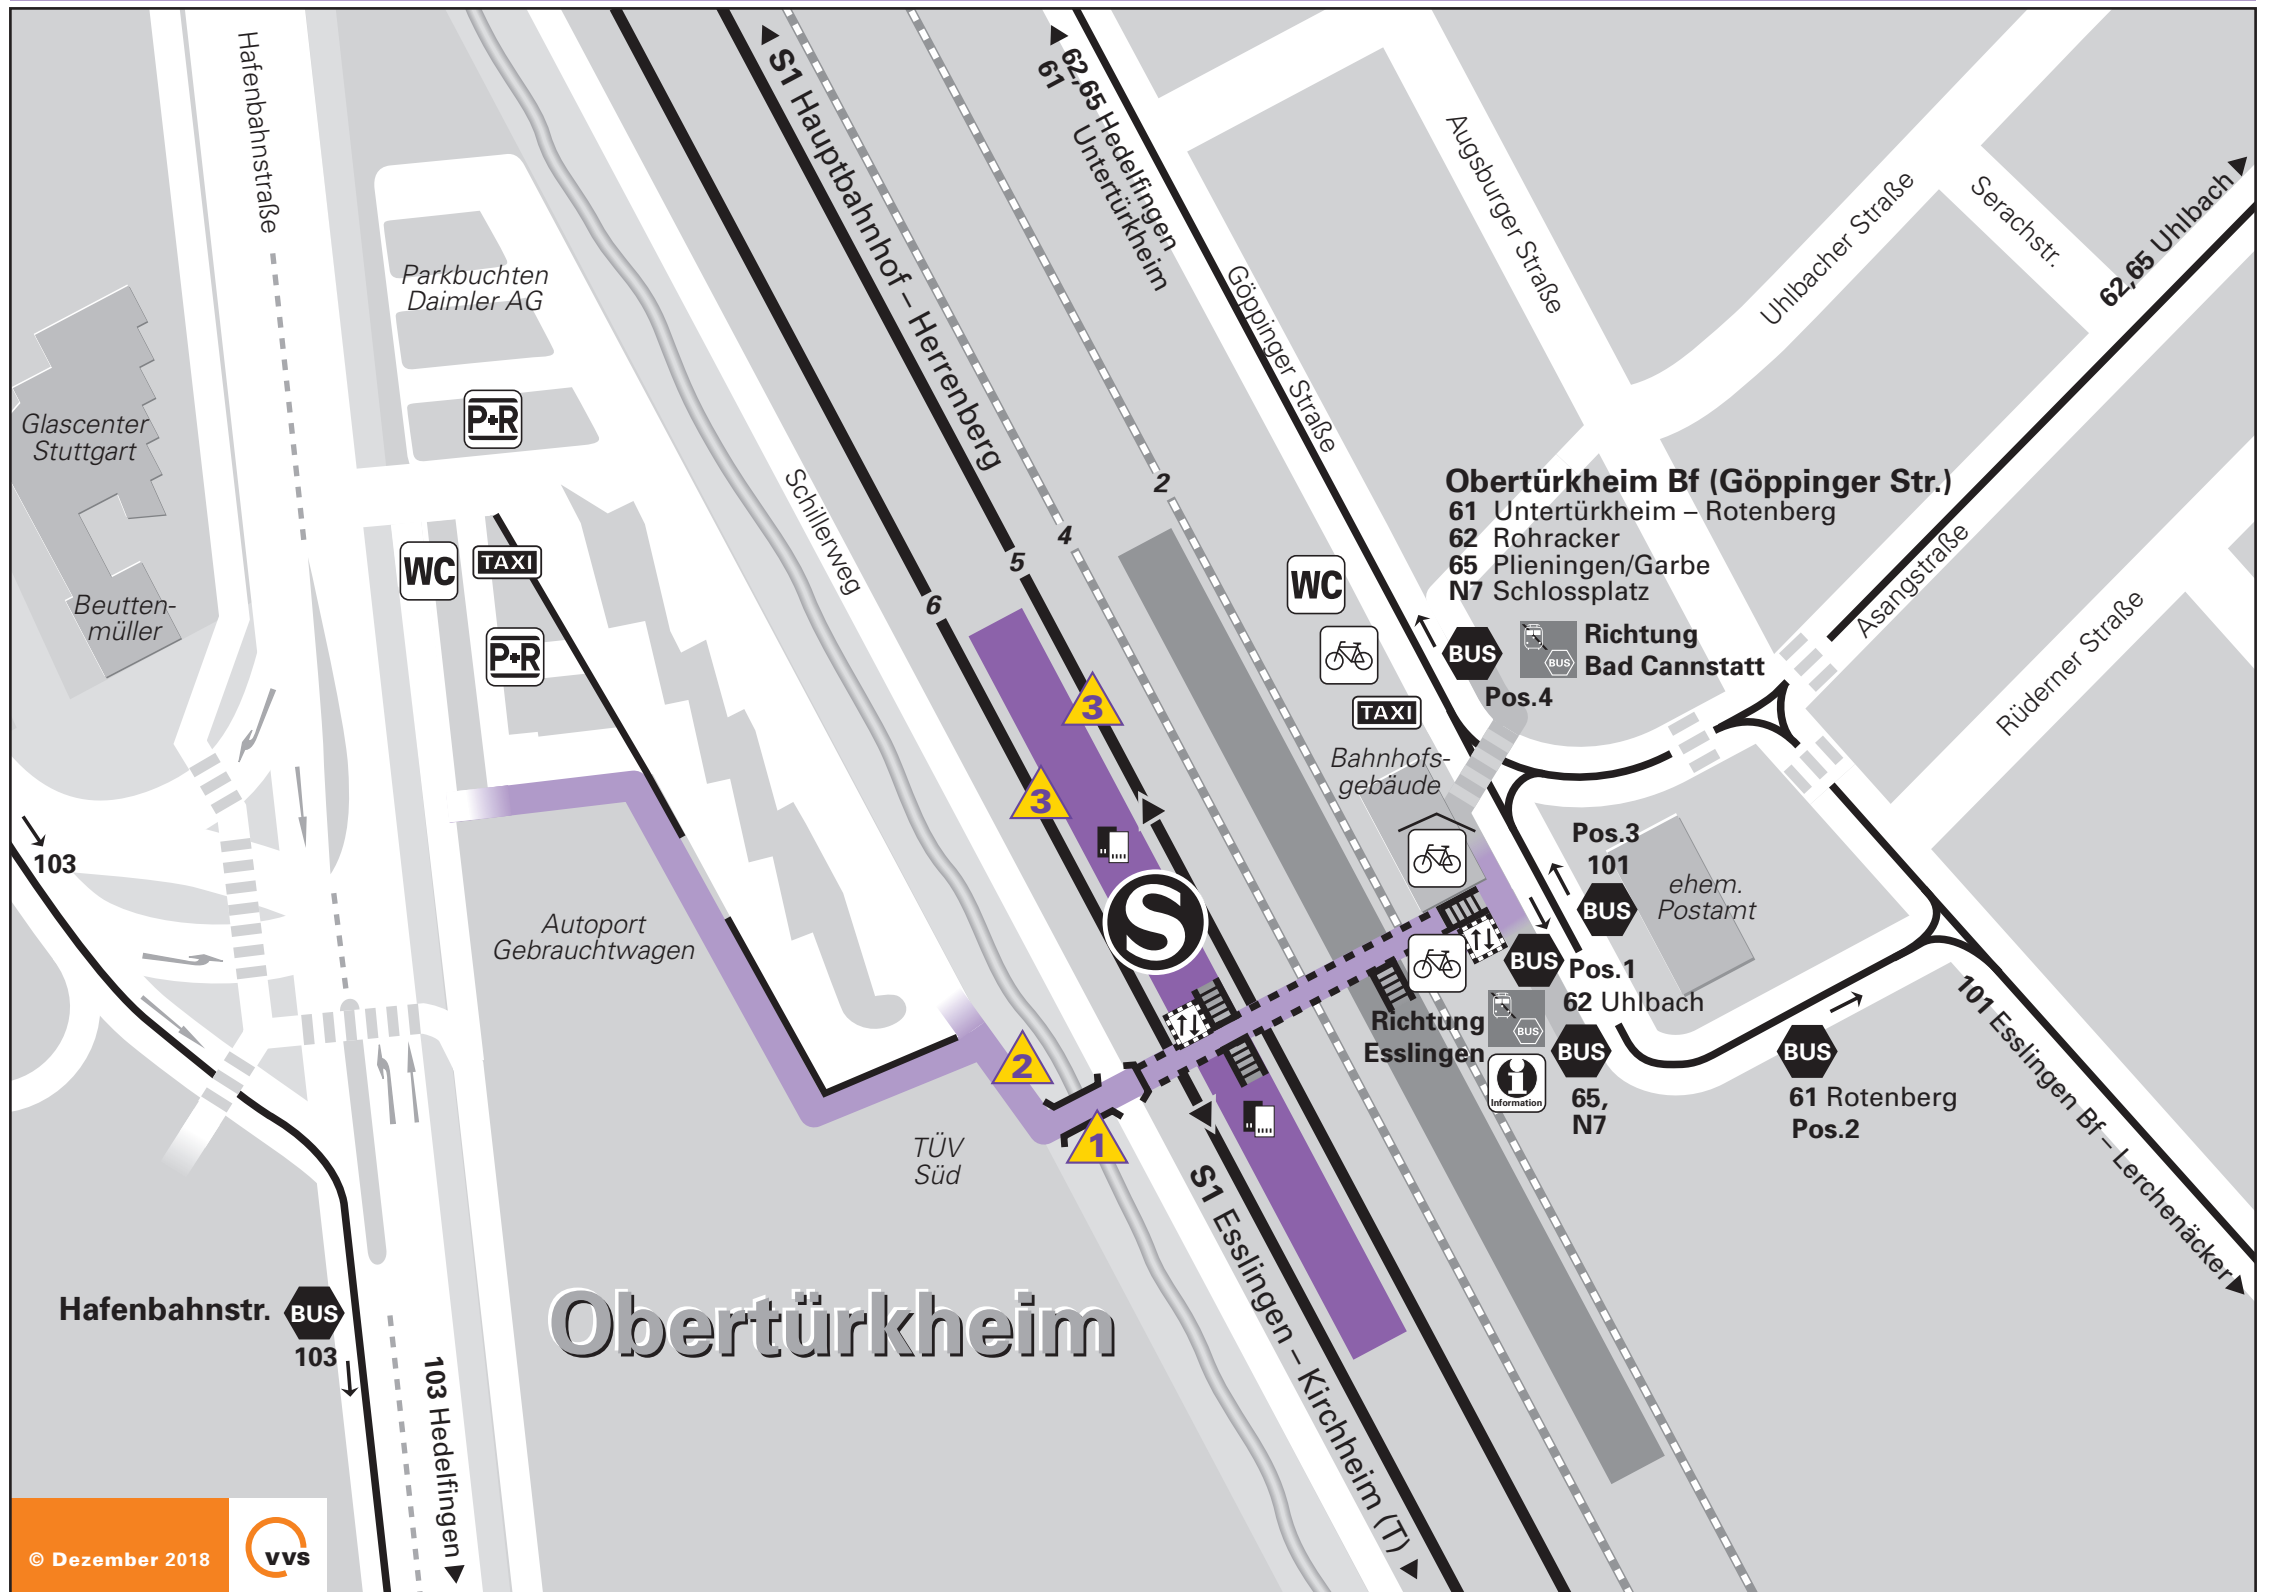 Hafenbahnstraße
S1 Hauptbahnhof – Herrenberg
62,65 Hedelfingen
61 Untertürkheim
Göppinger Straße
Augsburger Straße
Uhlbacher Straße
Serachstr.
62,65 Uhlbach
Parkbuchten
Daimler AG
P+R
Glascenter
Stuttgart
Schillerweg
2
4
5
6
Obertürkheim Bf (Göppinger Str.)
61 Untertürkheim – Rotenberg
62 Rohracker
65 Plieningen/Garbe
N7 Schlossplatz
WC
TAXI
WC
Beutten-
müller
P+R
BUS
BUS
Richtung
Bad Cannstatt
Pos.4
TAXI
Asangstraße
Rüderner Straße
3
3
Bahnhofs-
gebäude
103
Pos.3
101
BUS
ehem.
Postamt
Autoport
Gebrauchtwagen
S
BUS
Pos.1
62 Uhlbach
Richtung
Esslingen
BUS
BUS
65,
N7
i
Information
BUS
61 Rotenberg
Pos.2
101 Esslingen Bf – Lerchenäcker
2
1
TÜV
Süd
S1 Esslingen – Kirchheim (T)
Hafenbahnstr.
BUS
103
103 Hedelfingen
Obertürkheim
© Dezember 2018
vvs